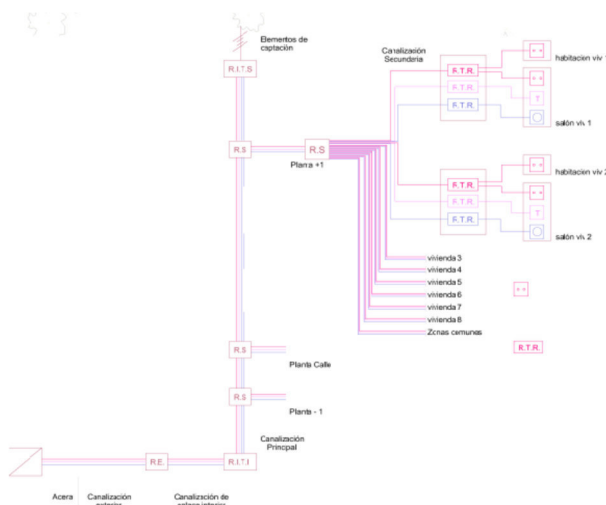 Elementos de
captación
R.I.T.S
Canalización
Secundaria
R.T.R.
R.T.R.
R.T.R.
habitacion viv 1
T
salón viv. 1
R.S
R.S
Planta +1
R.T.R.
R.T.R.
R.T.R.
habitacion viv 2
T
salón viv. 2
vivienda 3
vivienda 4
vivienda 5
vivienda 6
vivienda 7
vivienda 8
Zonas comunes
R.T.R.
R.S
Planta Calle
R.S
Planta - 1
Canalización
Principal
R.E.
R.I.T.I
Acera
Canalización
Canalización de